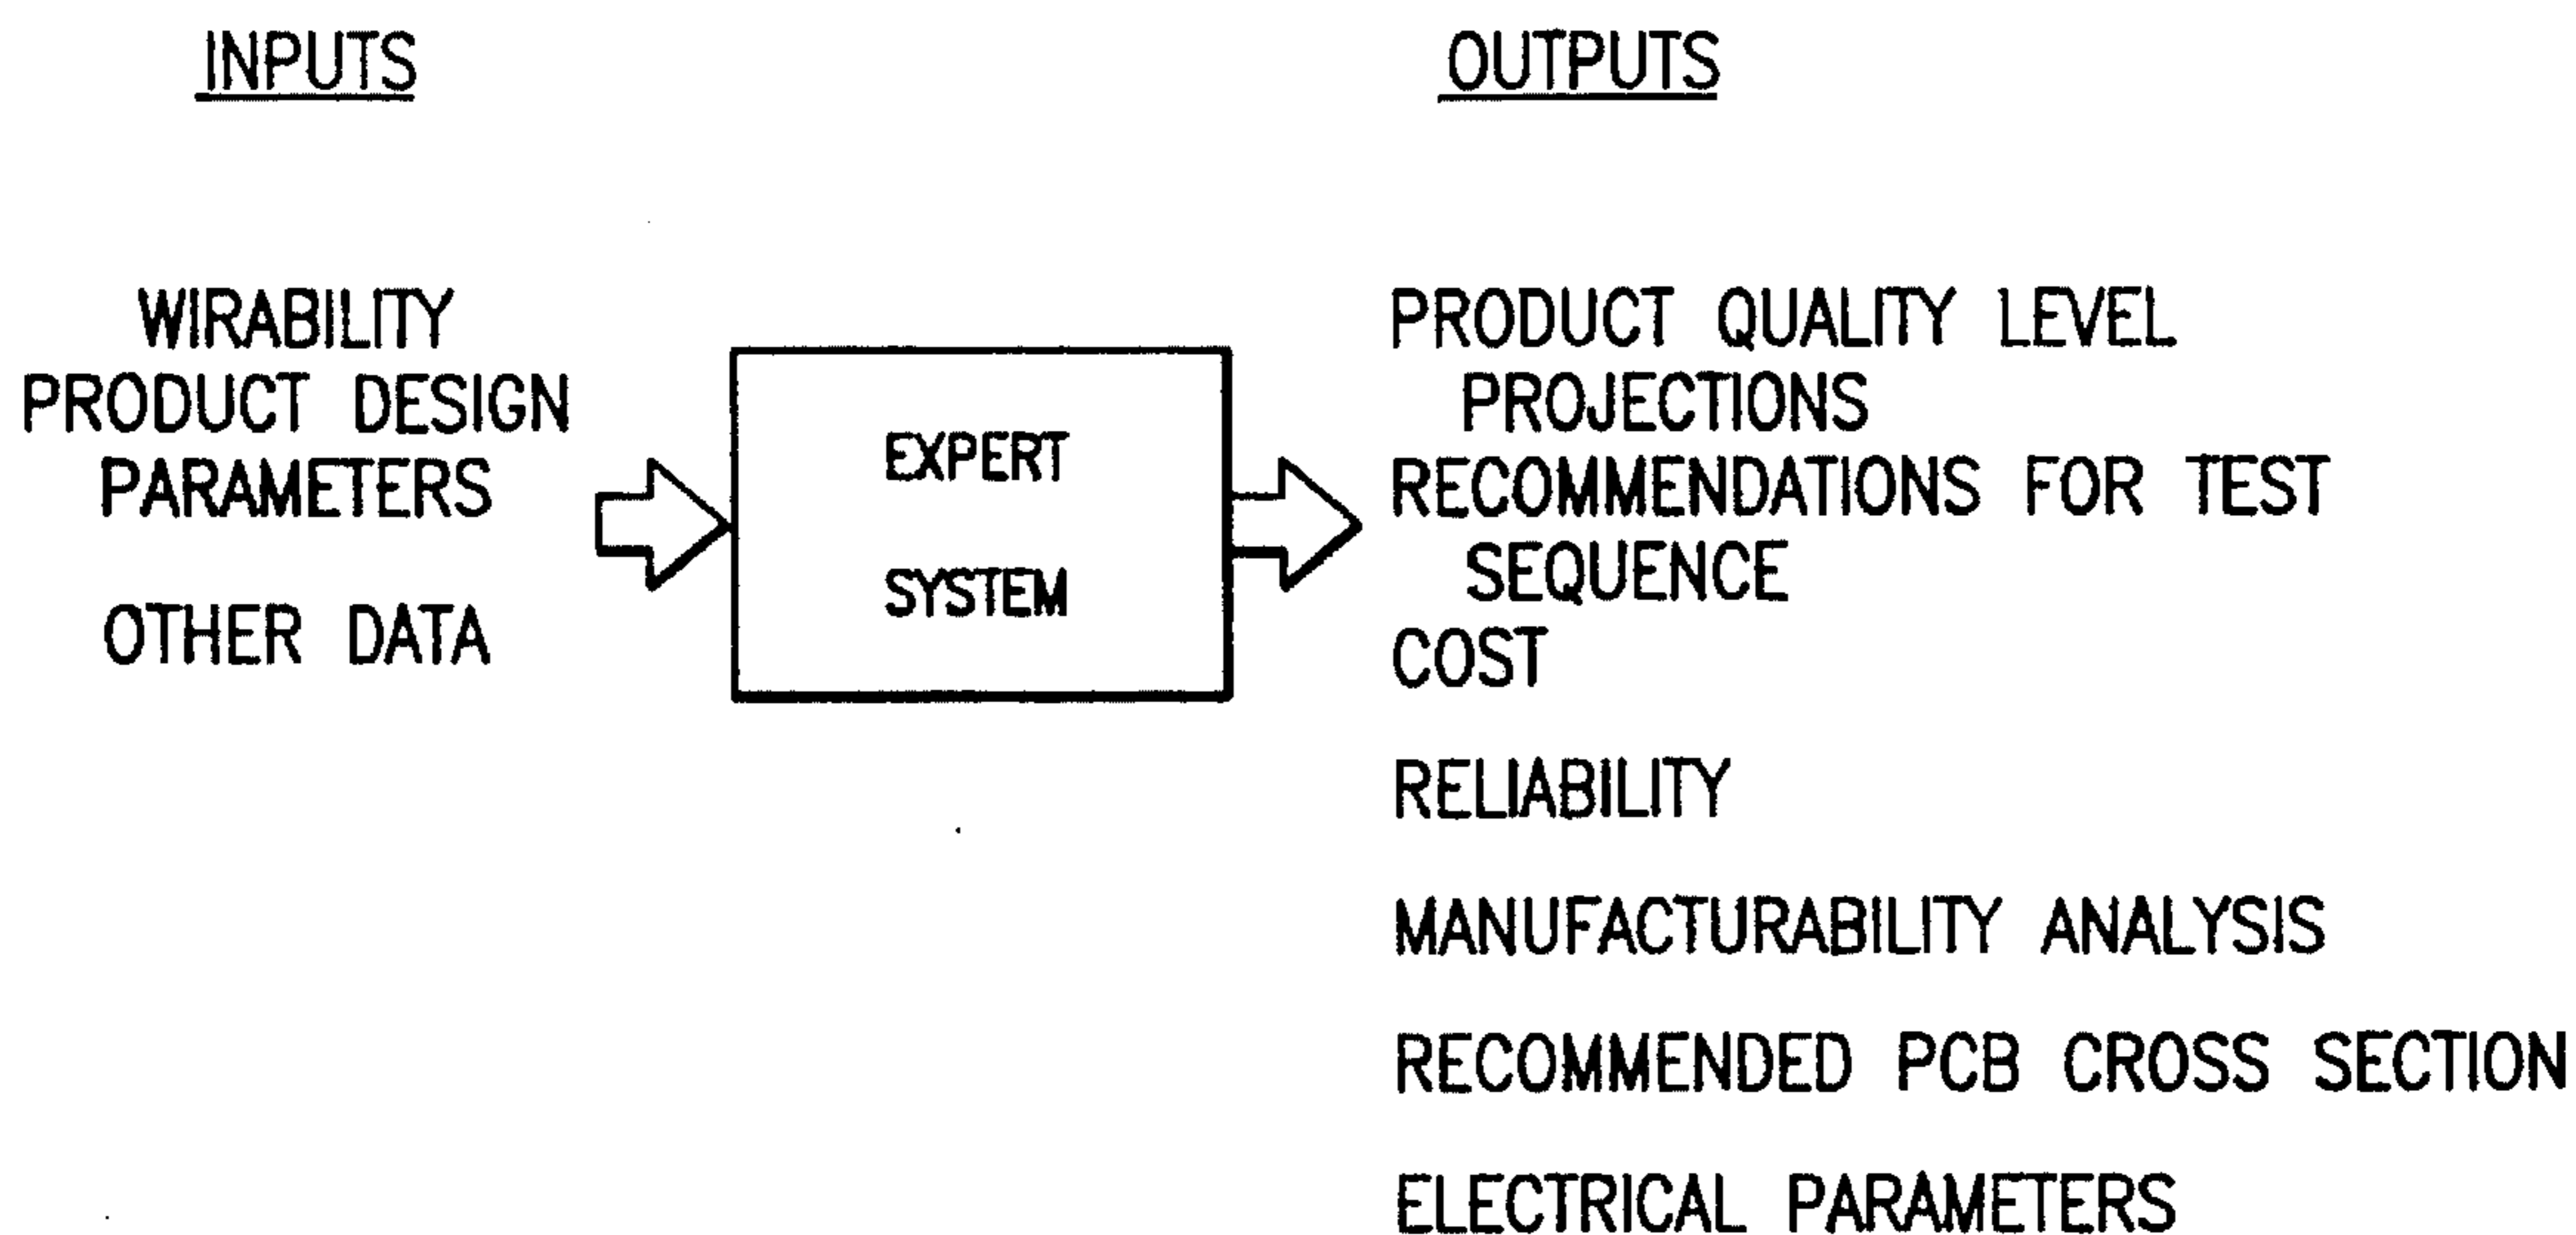 INPUTS
OUTPUTS
WIRABILITY
PRODUCT DESIGN
PARAMETERS
OTHER DATA
EXPERT
SYSTEM
PRODUCT QUALITY LEVEL
PROJECTIONS
RECOMMENDATIONS FOR TEST
SEQUENCE
COST
RELIABILITY
MANUFACTURABILITY ANALYSIS
RECOMMENDED PCB CROSS SECTION
ELECTRICAL PARAMETERS